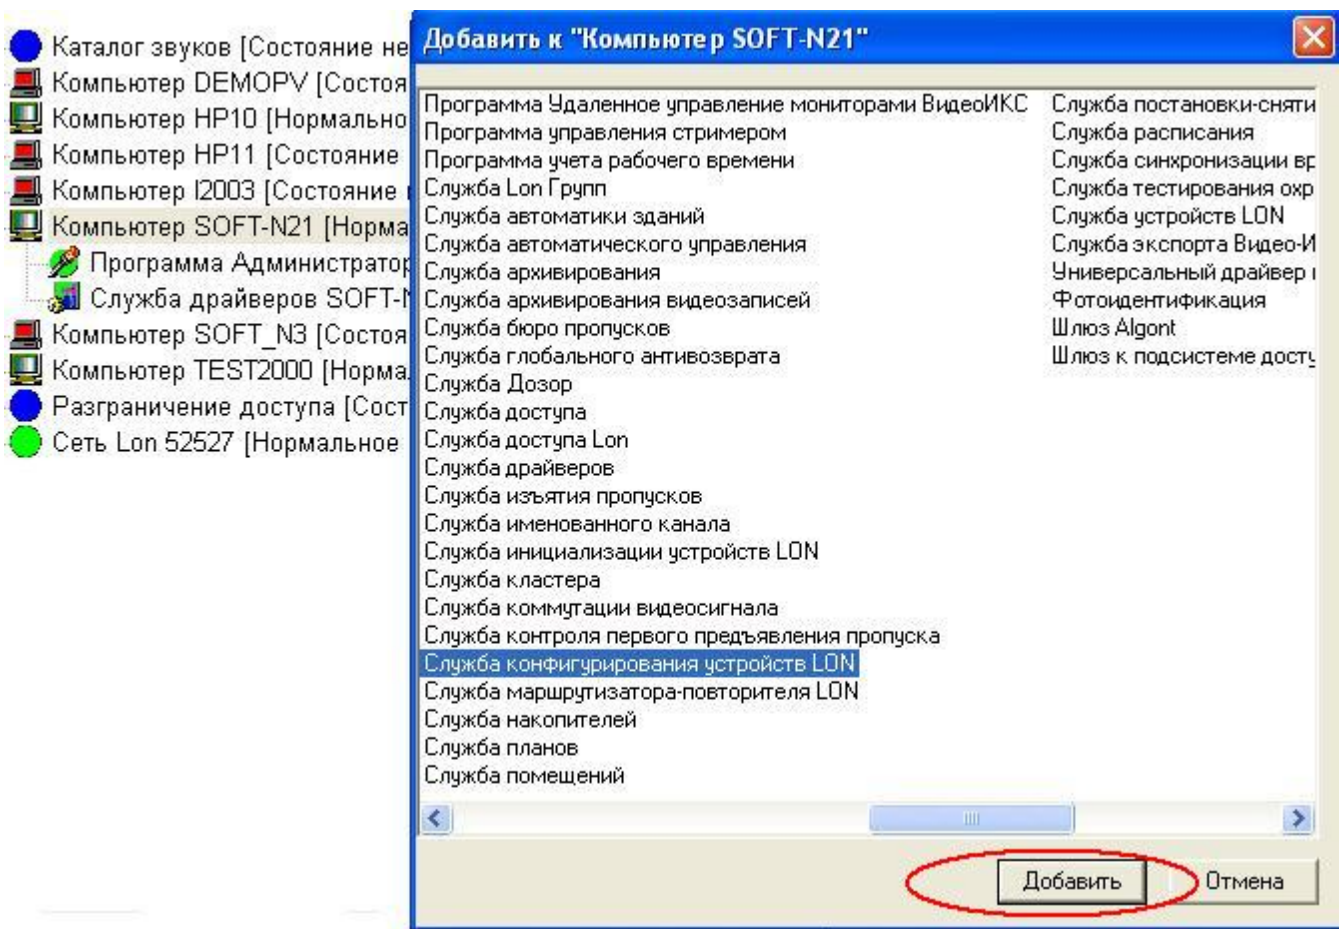 Каталог звуков [Состояние не
Компьютер DEMOPV [Состоя
Компьютер HP10 [Нормально
Компьютер HP11 [Состояние
Компьютер I2003 [Состояние
Компьютер SOFT-N21 [Норма
Программа Администратор
Служба драйверов SOFT-N
Компьютер SOFT_N3 [Состоя
Компьютер TEST2000 [Норма
Разграничение доступа [Сост
Сеть Lon 52527 [Нормальное
Добавить к "Компьютер SOFT-N21"
Программа Удаленное управление мониторами ВидеоИКС
Программа управления стримером
Программа учета рабочего времени
Служба Lon Групп
Служба автоматики зданий
Служба автоматического управления
Служба архивирования
Служба архивирования видеозаписей
Служба бюро пропусков
Служба глобального антивозврата
Служба Дозор
Служба доступа
Служба доступа Lon
Служба драйверов
Служба изъятия пропусков
Служба именованного канала
Служба инициализации устройств LON
Служба кластера
Служба коммутации видеосигнала
Служба контроля первого предъявления пропуска
Служба конфигурирования устройств LON
Служба маршрутизатора-повторителя LON
Служба накопителей
Служба планов
Служба помещений
Служба постановки-сняти
Служба расписания
Служба синхронизации вр
Служба тестирования охр
Служба устройств LON
Служба экспорта Видео-И
Универсальный драйвер
Фотоидентификация
Шлюз Algont
Шлюз к подсистеме досту
Добавить
Отмена